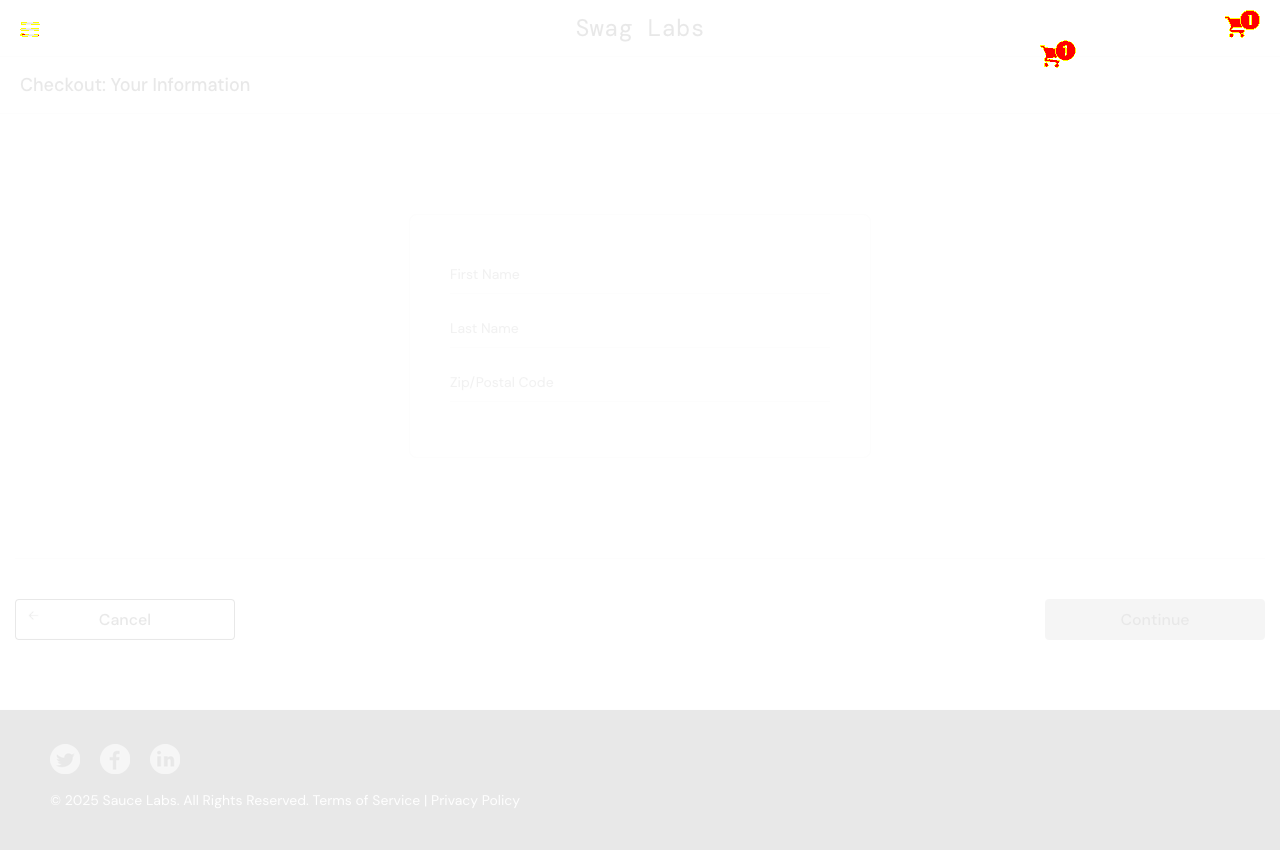 Swag Labs
1
1
Checkout: Your Information
First Name
Last Name
Zip/Postal Code
Cancel
Continue
© 2025 Sauce Labs. All Rights Reserved. Terms of Service | Privacy Policy